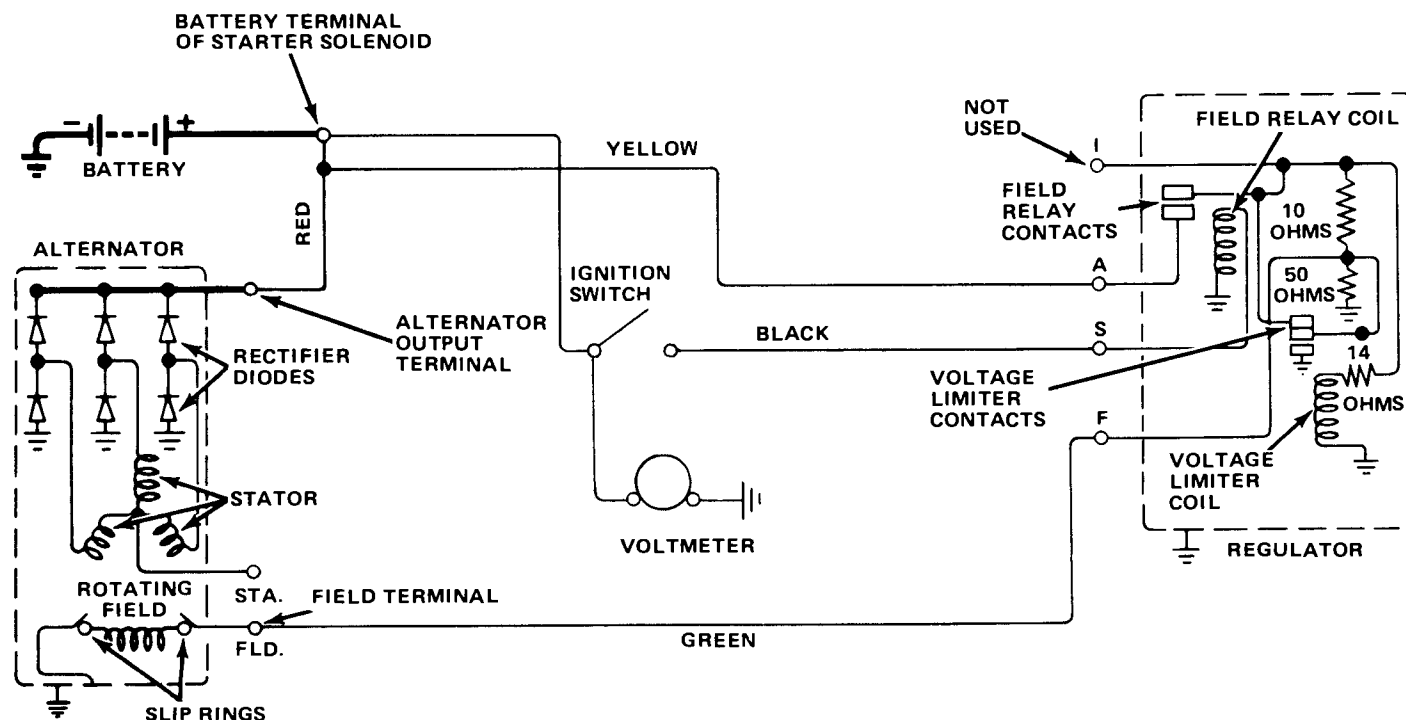 BATTERY TERMINAL
OF STARTER SOLENOID
-
+
BATTERY
YELLOW
NOT
USED
I
FIELD RELAY COIL
FIELD
RELAY
CONTACTS
10
OHMS
RED
ALTERNATOR
IGNITION
SWITCH
A
50
OHMS
ALTERNATOR
OUTPUT
TERMINAL
BLACK
S
RECTIFIER
DIODES
VOLTAGE
LIMITER
CONTACTS
14
OHMS
F
STATOR
VOLTAGE
LIMITER
COIL
VOLTMETER
REGULATOR
ROTATING
FIELD
STA.
FIELD TERMINAL
FLD.
GREEN
SLIP RINGS